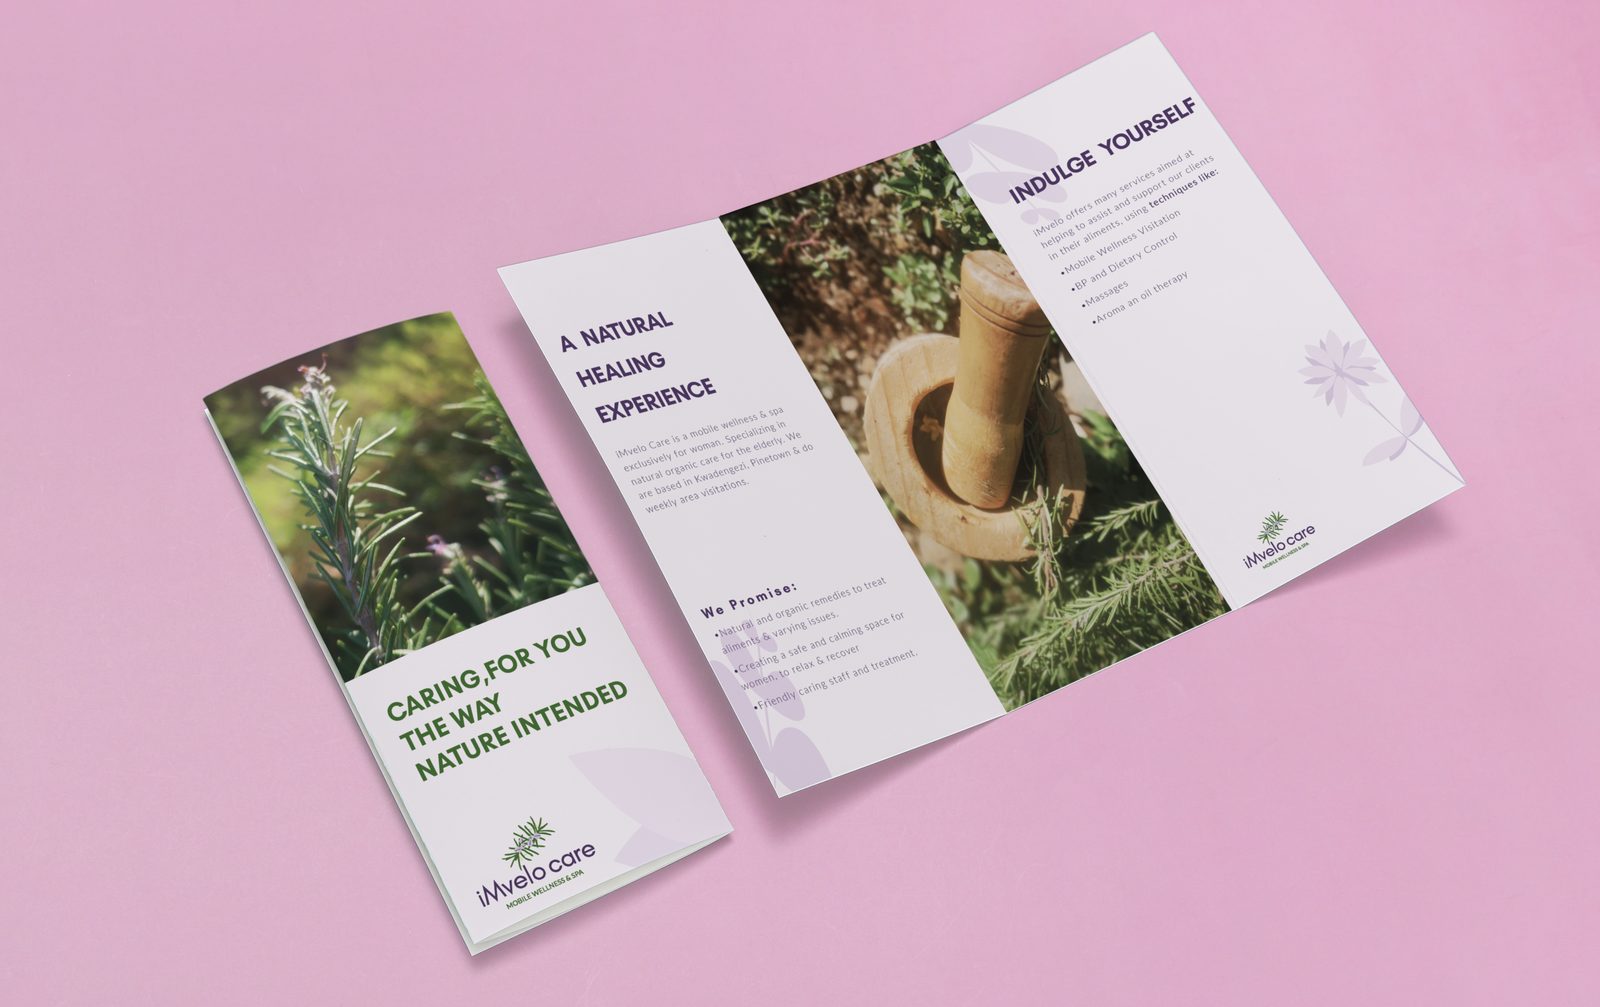 CARING,FOR YOU
THE WAY
NATURE INTENDED
iMvelo care
MOBILE WELLNESS & SPA
A NATURAL
HEALING
EXPERIENCE
iMvelo Care is a mobile wellness & spa
exclusively for woman. Specializing in
natural organic care for the elderly. We
are based in Kwadengezi, Pinetown & do
weekly area visitations.
We Promise:
•Natural and organic remedies to treat
aliments & varying issues.
•Creating a safe and calming space for
women, to relax & recover
•Friendly caring staff and treatment.
INDULGE YOURSELF
iMvelo offers many services aimed at
helping to assist and support our clients
in their aliments, using techniques like:
•Mobile Wellness Visitation
•BP and Dietary Control
•Massages
•Aroma an oil therapy
iMvelo care
MOBILE WELLNESS & SPA